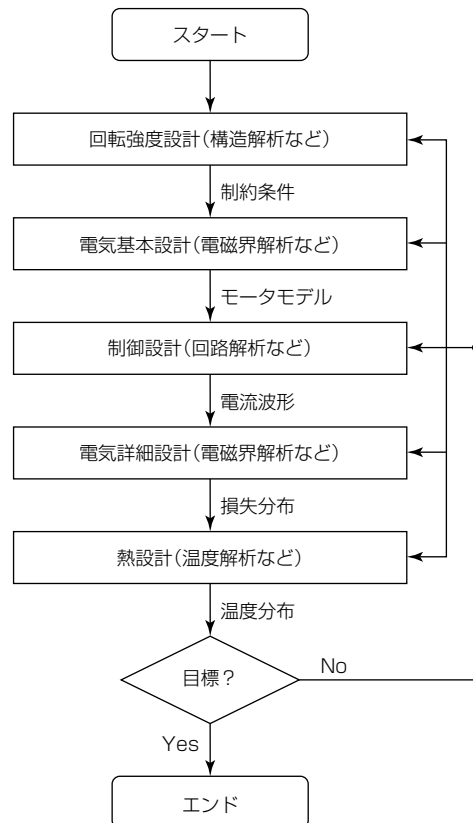 スタート
回転強度設計（構造解析など）
制約条件
電気基本設計（電磁界解析など）
モータモデル
制御設計（回路解析など）
電流波形
電気詳細設計（電磁界解析など）
損失分布
熱設計（温度解析など）
温度分布
目標？
No
Yes
エンド